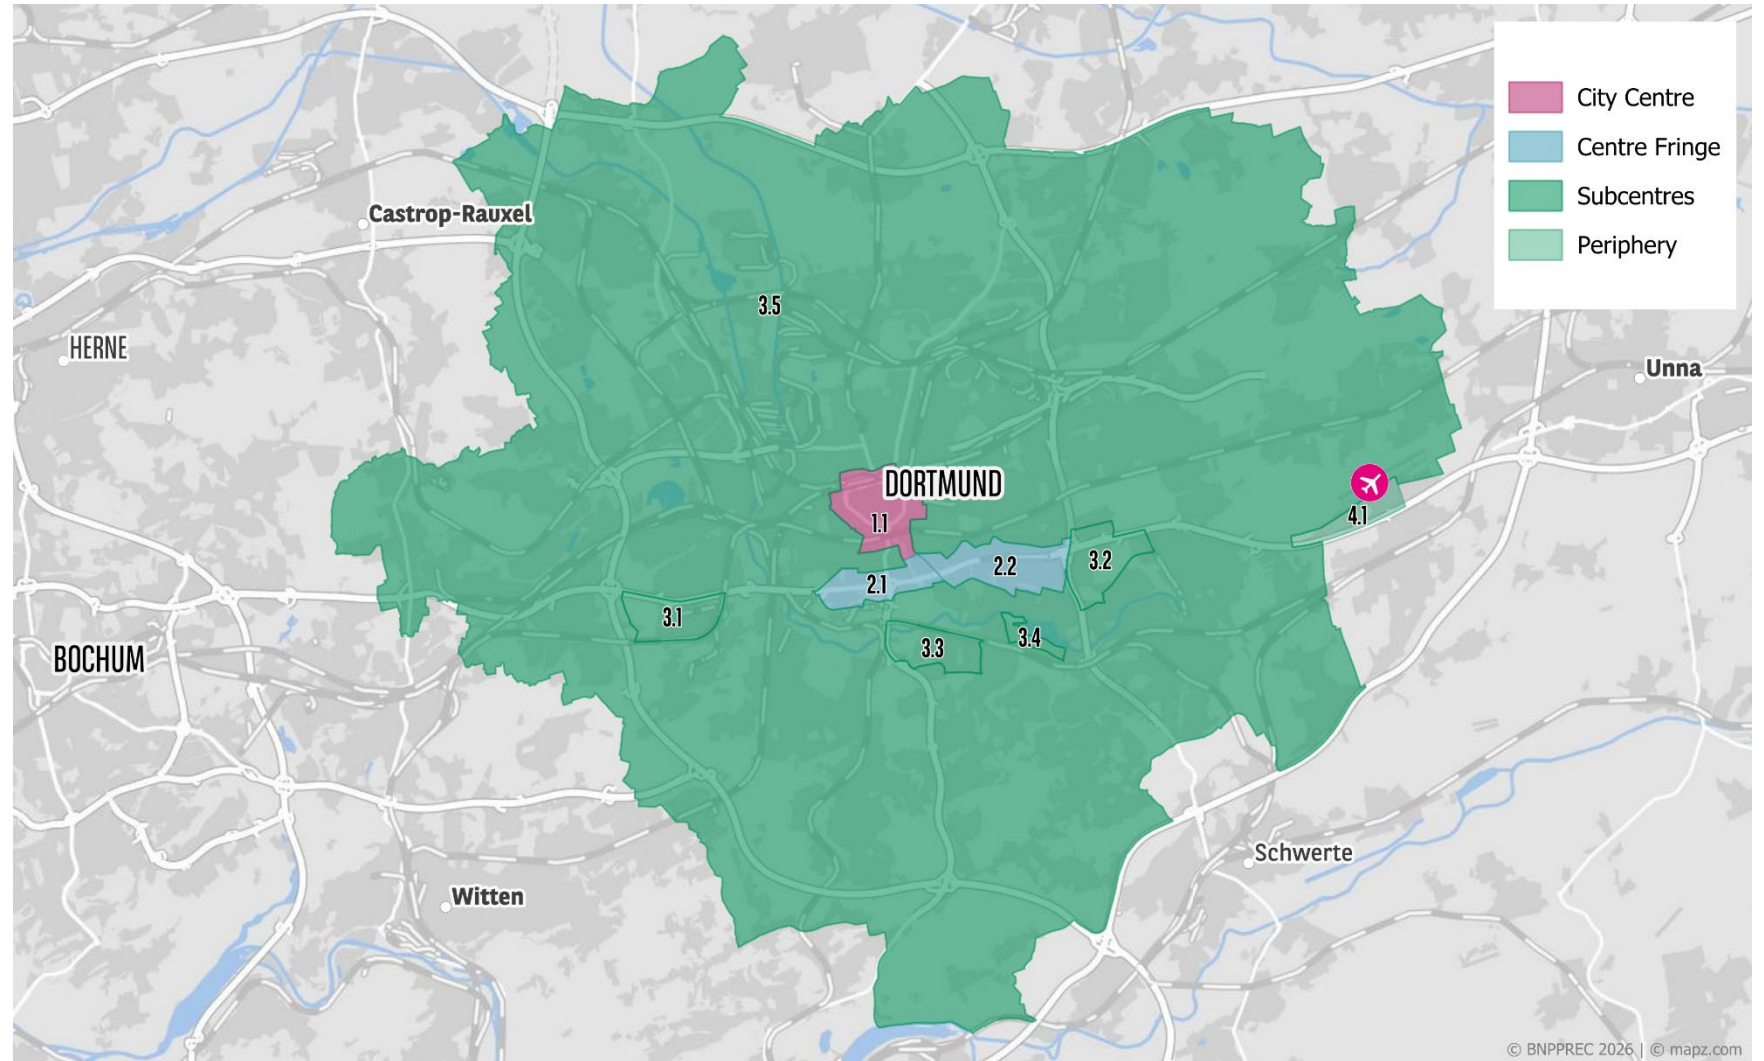 City Centre
Centre Fringe
Subcentres
Periphery
Castrop-Rauxel
3.5
HERNE
Unna
DORTMUND
1.1
4.1
3.2
2.2
2.1
3.1
3.4
3.3
BOCHUM
Schwerte
Witten
© BNPPREC 2026 | © mapz.com